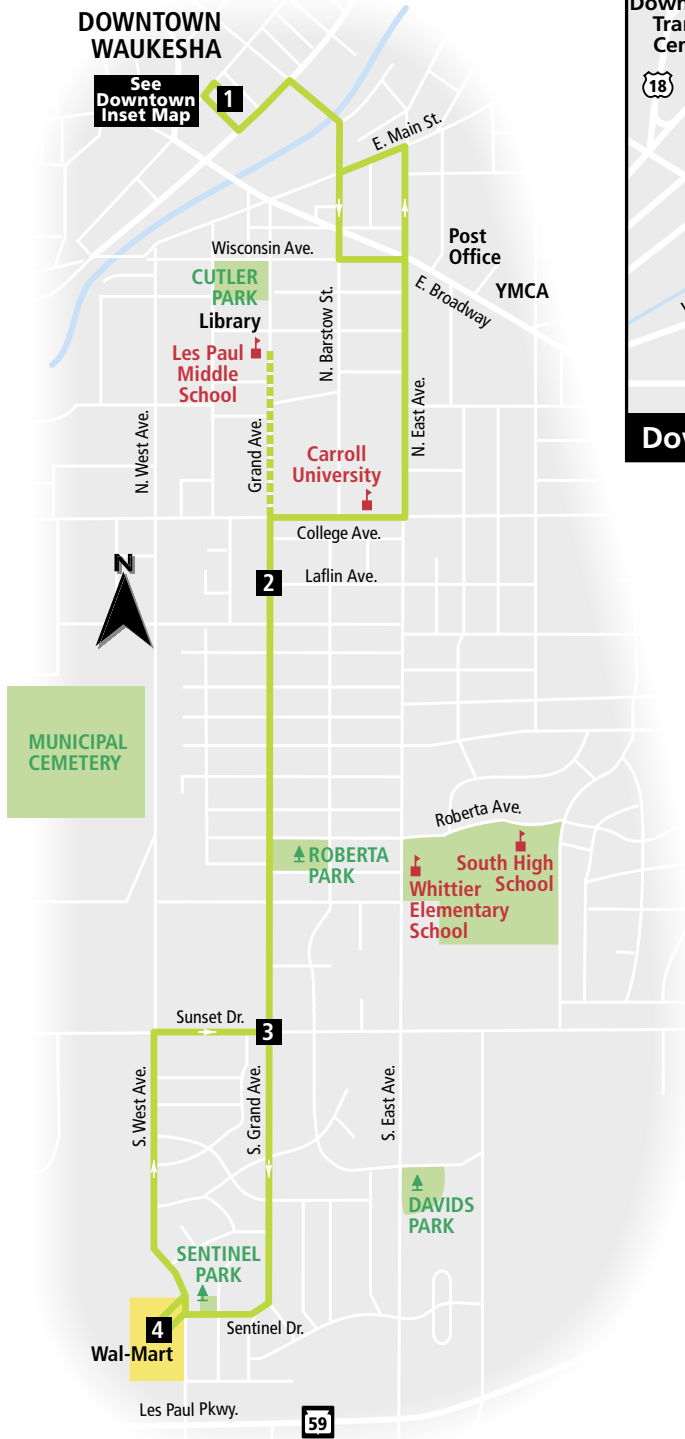 DOWNTOWN
WAUKESHA
See
Downtown
Inset Map
1
18
E. Main St.
Wisconsin Ave.
Post
Office
CUTLER
PARK
E. Broadway
YMCA
Library
Les Paul
Middle
School
N. Barstow St.
N. West Ave.
Grand Ave.
N. East Ave.
Carroll
University
College Ave.
N
2
Laflin Ave.
MUNICIPAL
CEMETERY
Roberta Ave.
ROBERTA
PARK
South High
School
Whittier
Elementary
School
Sunset Dr.
3
S. West Ave.
S. Grand Ave.
S. East Ave.
DAVIDS
PARK
SENTINEL
PARK
4
Sentinel Dr.
Wal-Mart
Les Paul Pkwy.
59